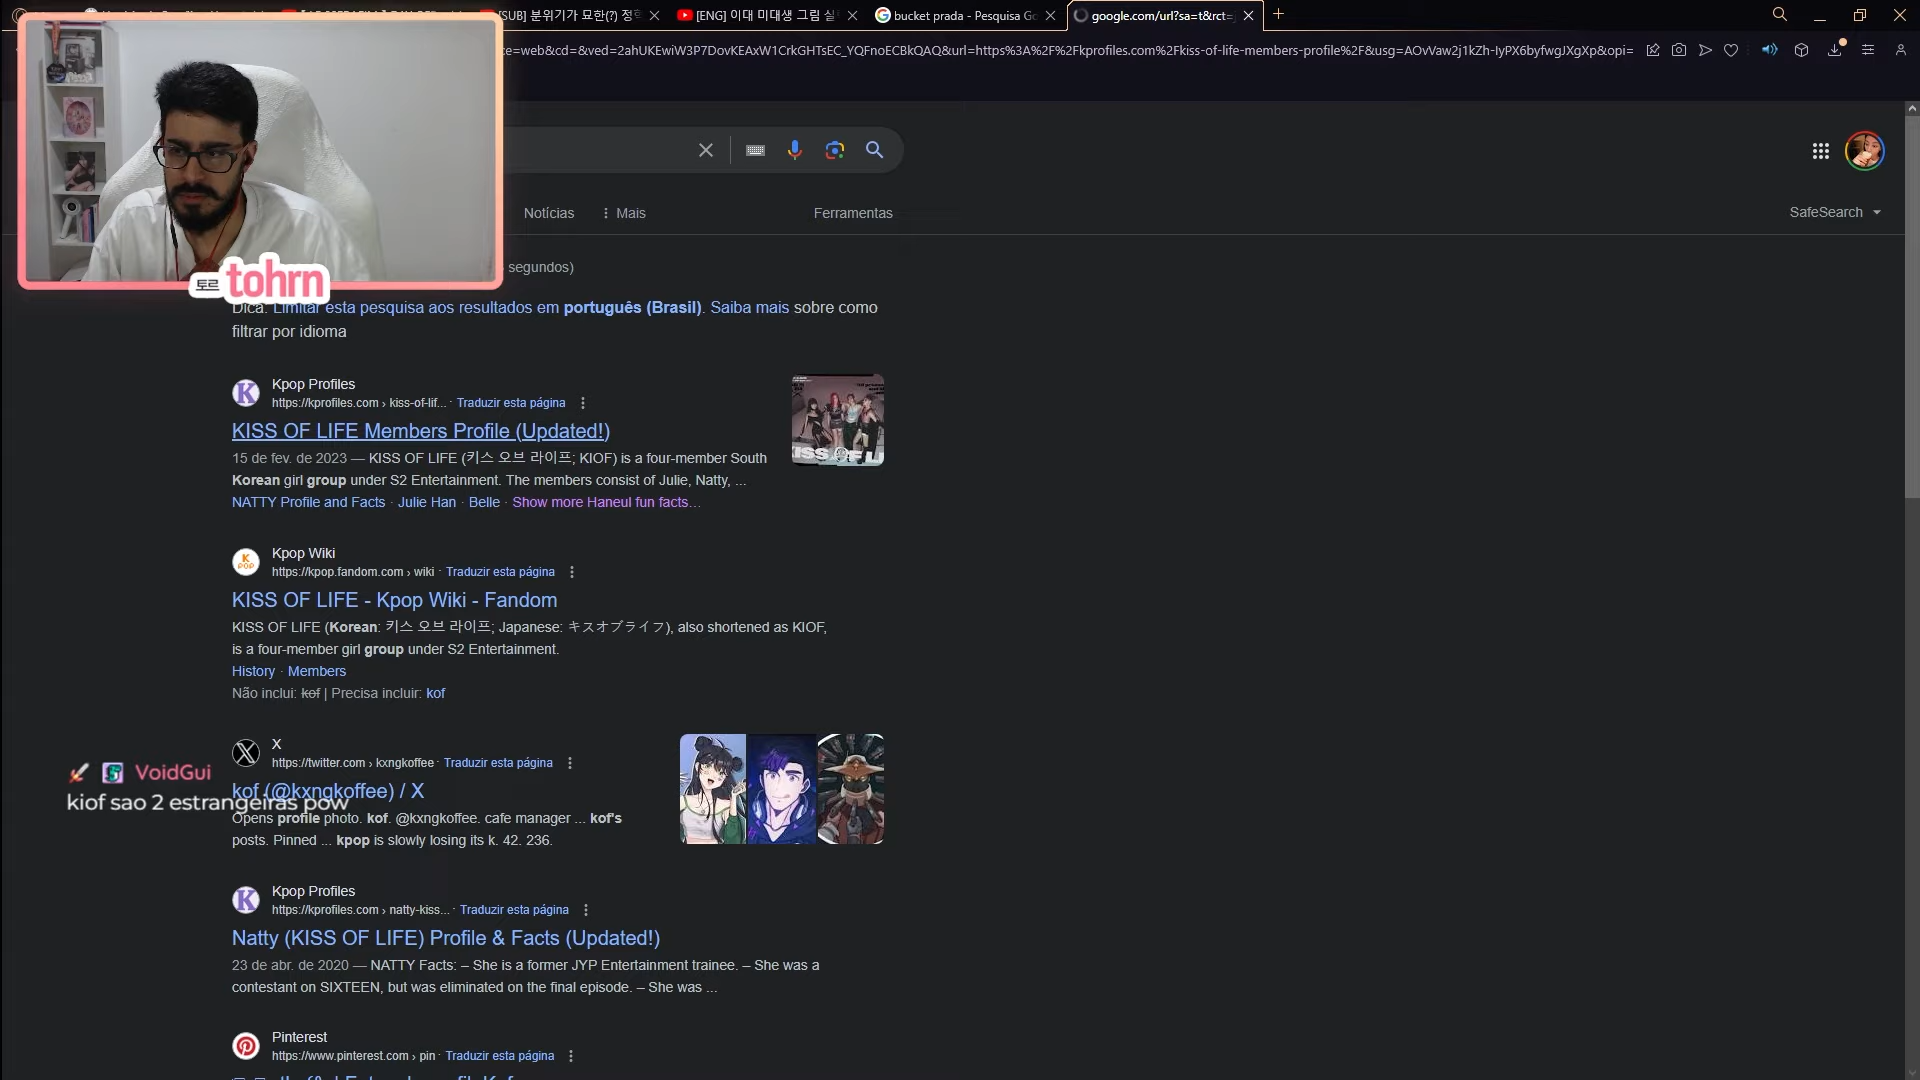 [SUB] 분위기가 묘한(?) 정
[ENG] 이대 미대생 그림 실
bucket prada - Pesquisa Go
google.com/url?sa=t&rct=
ce=web&cd=&ved=2ahUKEwiW3P7DovKEAxW1CrkGHTsEC_YQFnoECBkQAQ&url=https%3A%2F%2Fkprofiles.com%2Fkiss-of-life-members-profile%2F&usg=AOvVaw2j1kZh-IyPX6byfwgJXgXp&opi=
Notícias
Mais
Ferramentas
SafeSearch
segundos)
토르 tohrn
Dica: Limitar esta pesquisa aos resultados em português (Brasil). Saiba mais sobre como
filtrar por idioma
Kpop Profiles
https://kprofiles.com › kiss-of-lif... · Traduzir esta página
KISS OF LIFE Members Profile (Updated!)
15 de fev. de 2023 — KISS OF LIFE (키스 오브 라이프; KIOF) is a four-member South
Korean girl group under S2 Entertainment. The members consist of Julie, Natty, ...
NATTY Profile and Facts · Julie Han · Belle · Show more Haneul fun facts…
KISS OF LI
Kpop Wiki
https://kpop.fandom.com › wiki · Traduzir esta página
KISS OF LIFE - Kpop Wiki - Fandom
KISS OF LIFE (Korean: 키스 오브 라이프; Japanese: キスオブライフ), also shortened as KIOF,
is a four-member girl group under S2 Entertainment.
History · Members
Não inclui: kof | Precisa incluir: kof
X
https://twitter.com › kxngkoffee · Traduzir esta página
kof (@kxngkoffee) / X
Opens profile photo. kof. @kxngkoffee. cafe manager ... kof's
posts. Pinned ... kpop is slowly losing its k. 42. 236.
VoidGui
kiof sao 2 estrangeiras pow
Kpop Profiles
https://kprofiles.com › natty-kiss... · Traduzir esta página
Natty (KISS OF LIFE) Profile & Facts (Updated!)
23 de abr. de 2020 — NATTY Facts: – She is a former JYP Entertainment trainee. – She was a
contestant on SIXTEEN, but was eliminated on the final episode. – She was ...
Pinterest
https://www.pinterest.com › pin · Traduzir esta página